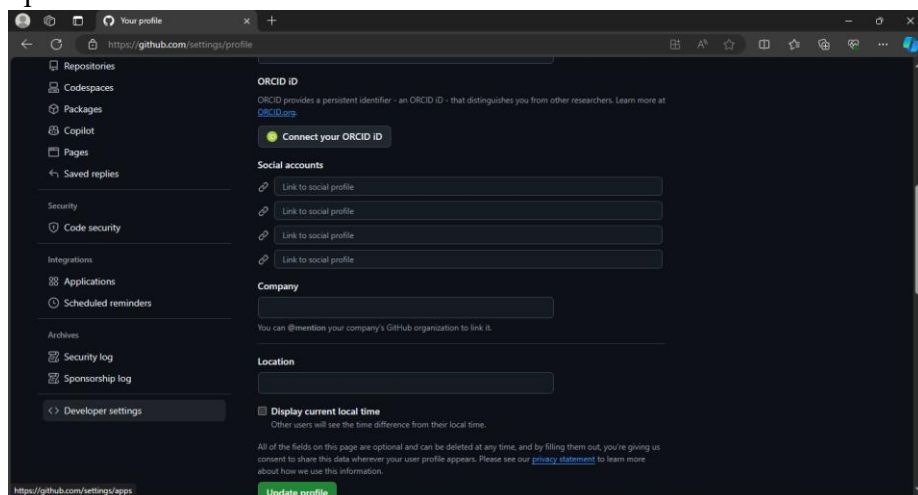 Your profile
https://github.com/settings/profile
Repositories
Codespaces
Packages
Copilot
Pages
Saved replies
Security
Code security
Integrations
Applications
Scheduled reminders
Archives
Security log
Sponsorship log
<> Developer settings
ORCID iD
ORCID provides a persistent identifier - an ORCID iD - that distinguishes you from other researchers. Learn more at
ORCID.org.
Connect your ORCID iD
Social accounts
Link to social profile
Link to social profile
Link to social profile
Link to social profile
Company
You can @mention your company's GitHub organization to link it.
Location
Display current local time
Other users will see the time difference from their local time.
All of the fields on this page are optional and can be deleted at any time, and by filling them out, you're giving us
consent to share this data wherever your user profile appears. Please see our privacy statement to learn more
about how we use this information.
Update profile
https://github.com/settings/apps